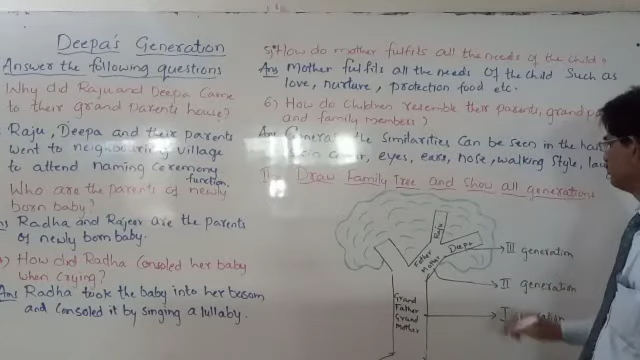 Deepa's Generation
Answer the following questions
Why did Raju and Deepa Came
to their grand parents house?
Raju, Deepa and their parents
went to neighbouring village
to attend naming ceremony
function.
Who are the parents of newly
born baby?
Radha and Rajeev are the parents
of newly born baby.
How did Radha Consoled her baby
when crying?
Ans Radha took the baby into her bosom
and consoled it by singing a lullaby.
5) How do mother fulfils all the needs of the child?
Ans Mother fulfils all the needs of the child such as
love, nurture, protection food etc.
6) How do children resemble their parents, grand
and family members?
Ans the Similarities can be seen in the
eyes, ears, nose, walking style,
II Draw Family Tree and show all generations
Raju
Deepa
Father
Mother
III generation
II generation
Grand
Father
Grand
Mother
I